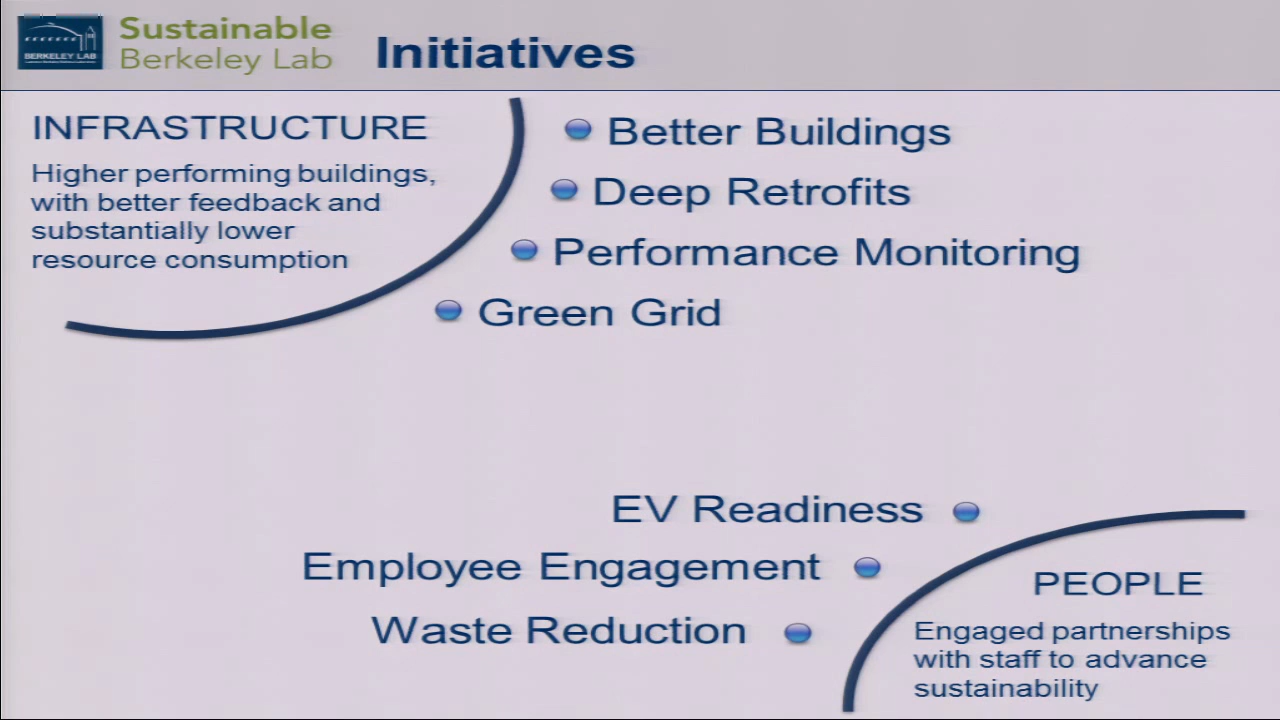 BERKELEY LAB
Sustainable
Berkeley Lab
Initiatives
INFRASTRUCTURE
Higher performing buildings,
with better feedback and
substantially lower
resource consumption
Better Buildings
Deep Retrofits
Performance Monitoring
Green Grid
EV Readiness
Employee Engagement
Waste Reduction
PEOPLE
Engaged partnerships
with staff to advance
sustainability